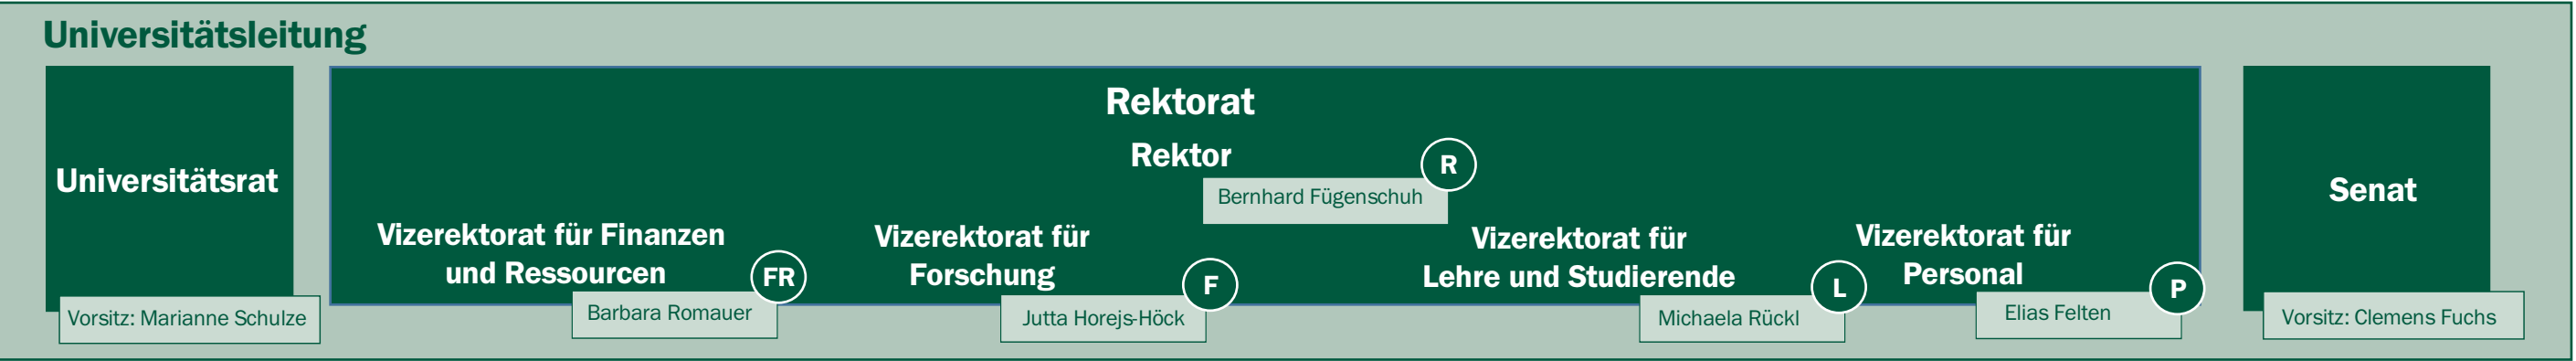 Universitätsleitung
Universitätsrat
Vorsitz: Marianne Schulze
Rektorat
Rektor
R
Bernhard Fügenschuh
Vizerektorat für Finanzen
und Ressourcen
FR
Barbara Romauer
Vizerektorat für
Forschung
F
Jutta Horejs-Höck
Vizerektorat für
Lehre und Studierende
L
Michaela Rückl
Vizerektorat für
Personal
P
Elias Felten
Senat
Vorsitz: Clemens Fuchs